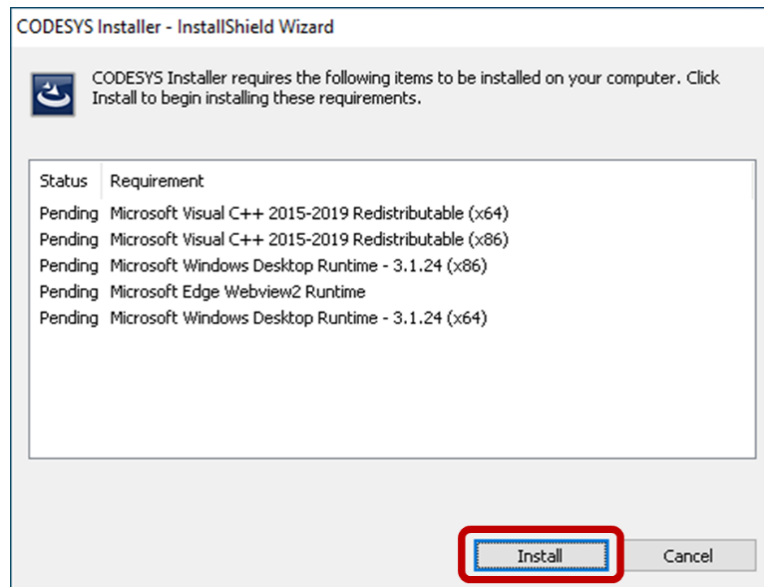 CODESYS Installer - InstallShield Wizard
CODESYS Installer requires the following items to be installed on your computer. Click
Install to begin installing these requirements.
Status Requirement
Pending Microsoft Visual C++ 2015-2019 Redistributable (x64)
Pending Microsoft Visual C++ 2015-2019 Redistributable (x86)
Pending Microsoft Windows Desktop Runtime - 3.1.24 (x86)
Pending Microsoft Edge Webview2 Runtime
Pending Microsoft Windows Desktop Runtime - 3.1.24 (x64)
Install Cancel